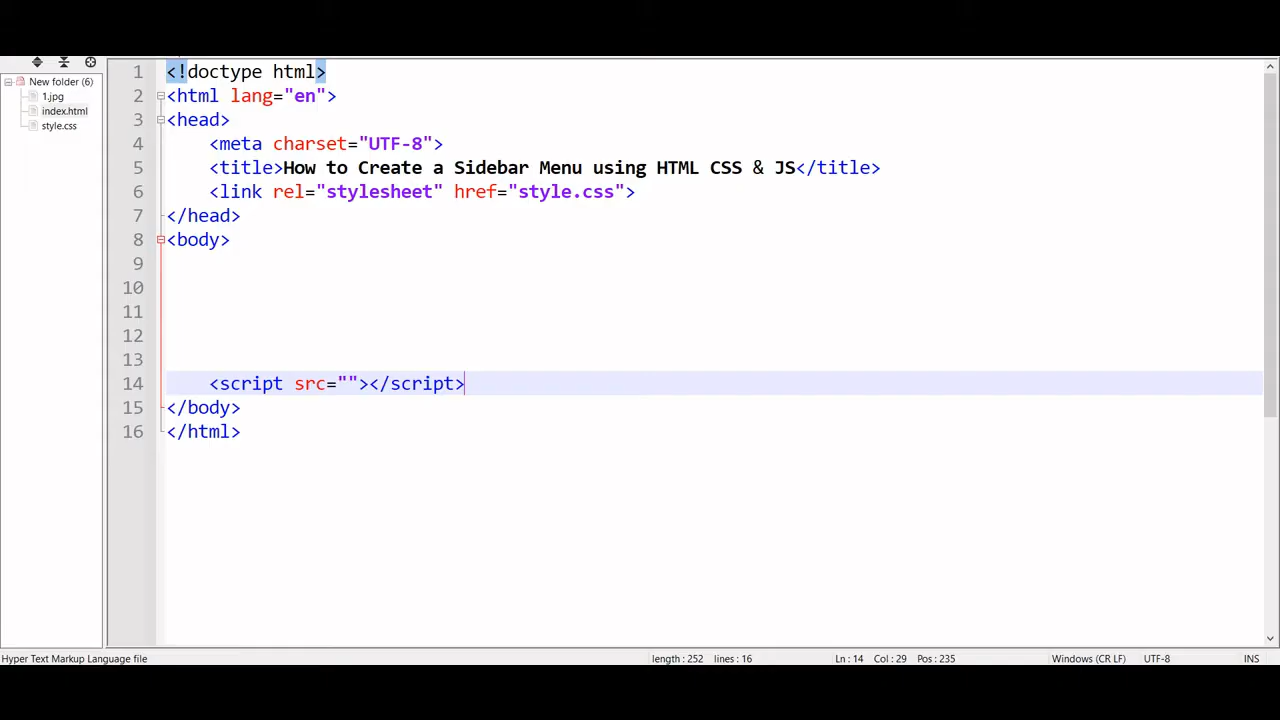 New folder (6)
1.jpg
index.html
style.css
1 <!doctype html>
2 <html lang="en">
3 <head>
4 <meta charset="UTF-8">
5 <title>How to Create a Sidebar Menu using HTML CSS & JS</title>
6 <link rel="stylesheet" href="style.css">
7 </head>
8 <body>
9
10
11
12
13
14 <script src=""></script>
15 </body>
16 </html>
Hyper Text Markup Language file length : 252 lines : 16 Ln : 14 Col : 29 Pos : 235 Windows (CR LF) UTF-8 INS